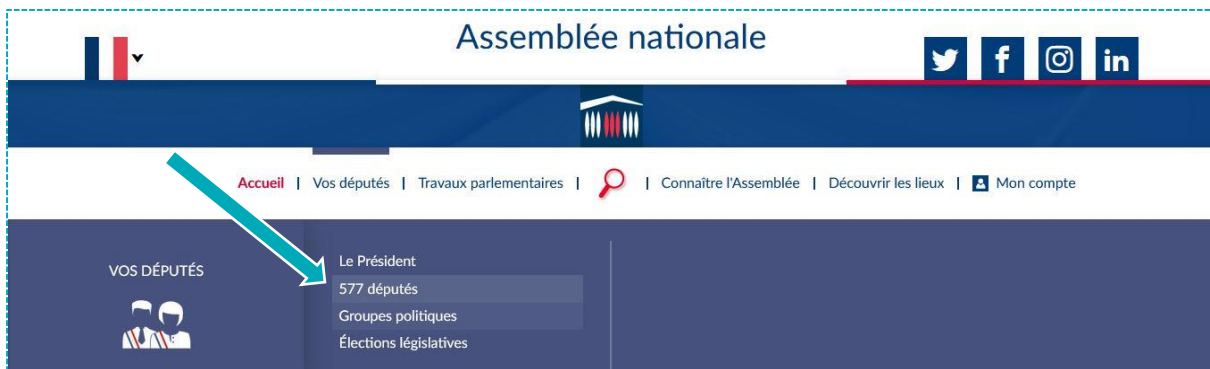 Assemblée nationale
Accueil | Vos députés | Travaux parlementaires | | Connaître l'Assemblée | Découvrir les lieux | Mon compte
VOS DÉPUTÉS
Le Président
577 députés
Groupes politiques
Élections législatives